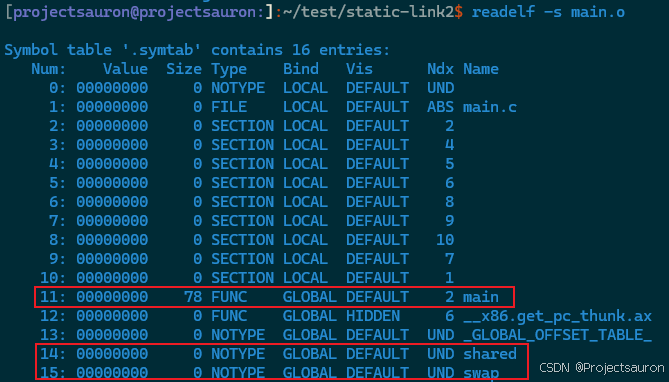 [projectsauron@projectsauron:]:~/test/static-link2$ readelf -s main.o
Symbol table '.symtab' contains 16 entries:
Num: Value Size Type Bind Vis Ndx Name
0: 00000000 0 NOTYPE LOCAL DEFAULT UND
1: 00000000 0 FILE LOCAL DEFAULT ABS main.c
2: 00000000 0 SECTION LOCAL DEFAULT 2
3: 00000000 0 SECTION LOCAL DEFAULT 4
4: 00000000 0 SECTION LOCAL DEFAULT 5
5: 00000000 0 SECTION LOCAL DEFAULT 6
6: 00000000 0 SECTION LOCAL DEFAULT 8
7: 00000000 0 SECTION LOCAL DEFAULT 9
8: 00000000 0 SECTION LOCAL DEFAULT 10
9: 00000000 0 SECTION LOCAL DEFAULT 7
10: 00000000 0 SECTION LOCAL DEFAULT 1
11: 00000000 78 FUNC GLOBAL DEFAULT 2 main
12: 00000000 0 FUNC GLOBAL HIDDEN 6 __x86.get_pc_thunk.ax
13: 00000000 0 NOTYPE GLOBAL DEFAULT UND _GLOBAL_OFFSET_TABLE_
14: 00000000 0 NOTYPE GLOBAL DEFAULT UND shared
15: 00000000 0 NOTYPE GLOBAL DEFAULT UND swap
CSDN @Projectsauron